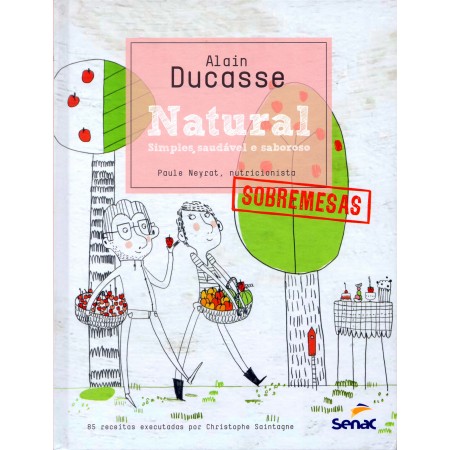 Alain
Ducasse
Natural
Simples, saudável e saboroso
Paule Neyrat, nutricionista
SOBREMESAS
85 receitas executadas por Christophe Saintagne
Senac